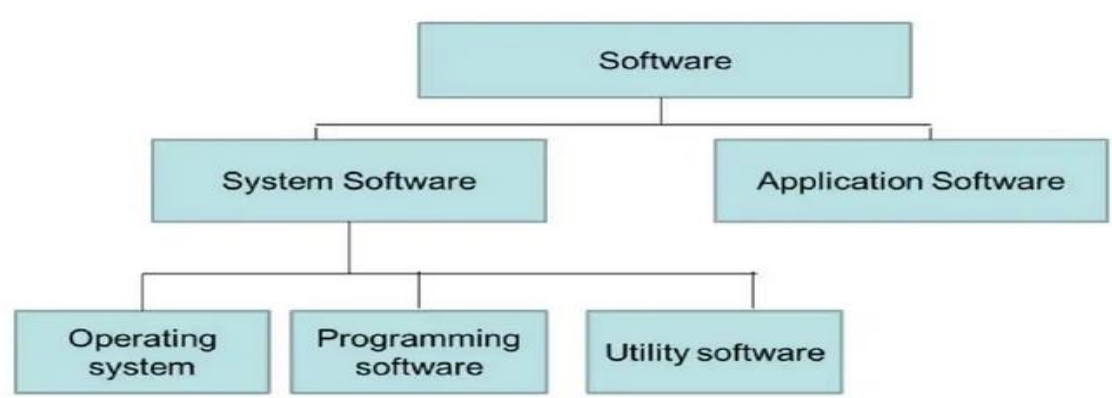 Software
System Software
Application Software
Operating
system
Programming
software
Utility software